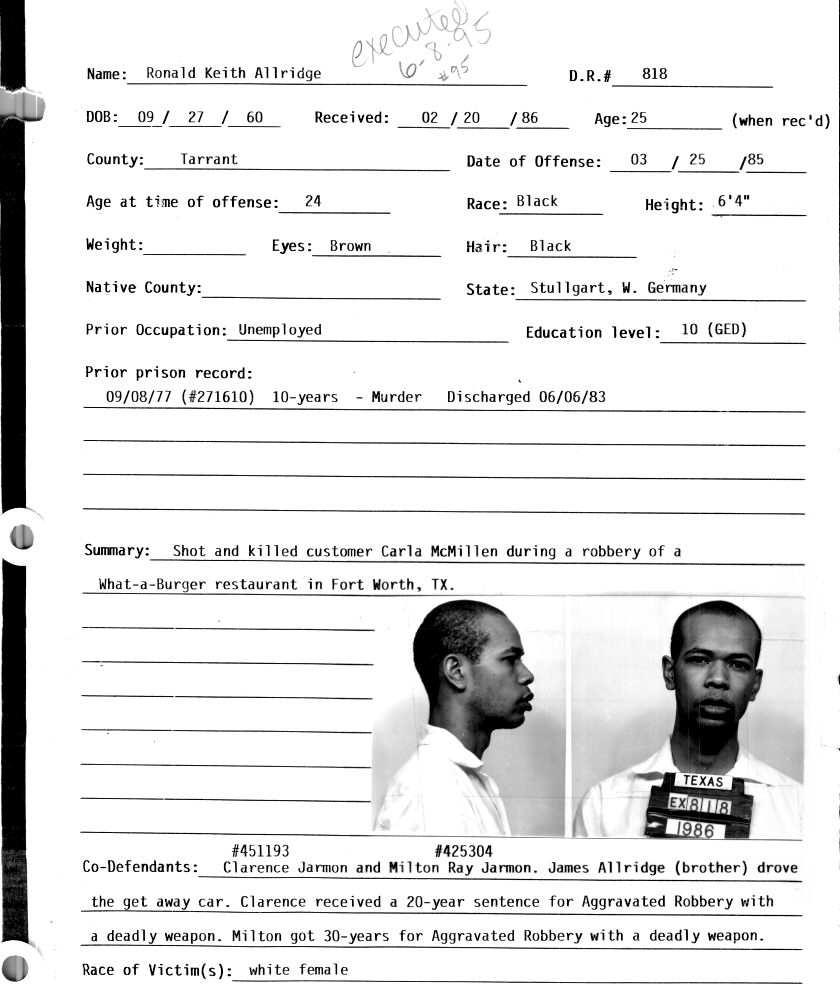 executed
6-8-95
#95
Name: Ronald Keith Allridge D.R.# 818
DOB: 09 / 27 / 60 Received: 02 / 20 / 86 Age: 25 (when rec'd)
County: Tarrant Date of Offense: 03 / 25 /85
Age at time of offense: 24 Race: Black Height: 6'4"
Weight: Eyes: Brown Hair: Black
Native County: State: Stullgart, W. Germany
Prior Occupation: Unemployed Education level: 10 (GED)
Prior prison record:
09/08/77 (#271610) 10-years - Murder Discharged 06/06/83
Summary: Shot and killed customer Carla McMillen during a robbery of a
What-a-Burger restaurant in Fort Worth, TX.
TEXAS
EX818
1986
#451193 #425304
Co-Defendants: Clarence Jarmon and Milton Ray Jarmon. James Allridge (brother) drove
the get away car. Clarence received a 20-year sentence for Aggravated Robbery with
a deadly weapon. Milton got 30-years for Aggravated Robbery with a deadly weapon.
Race of Victim(s): white female